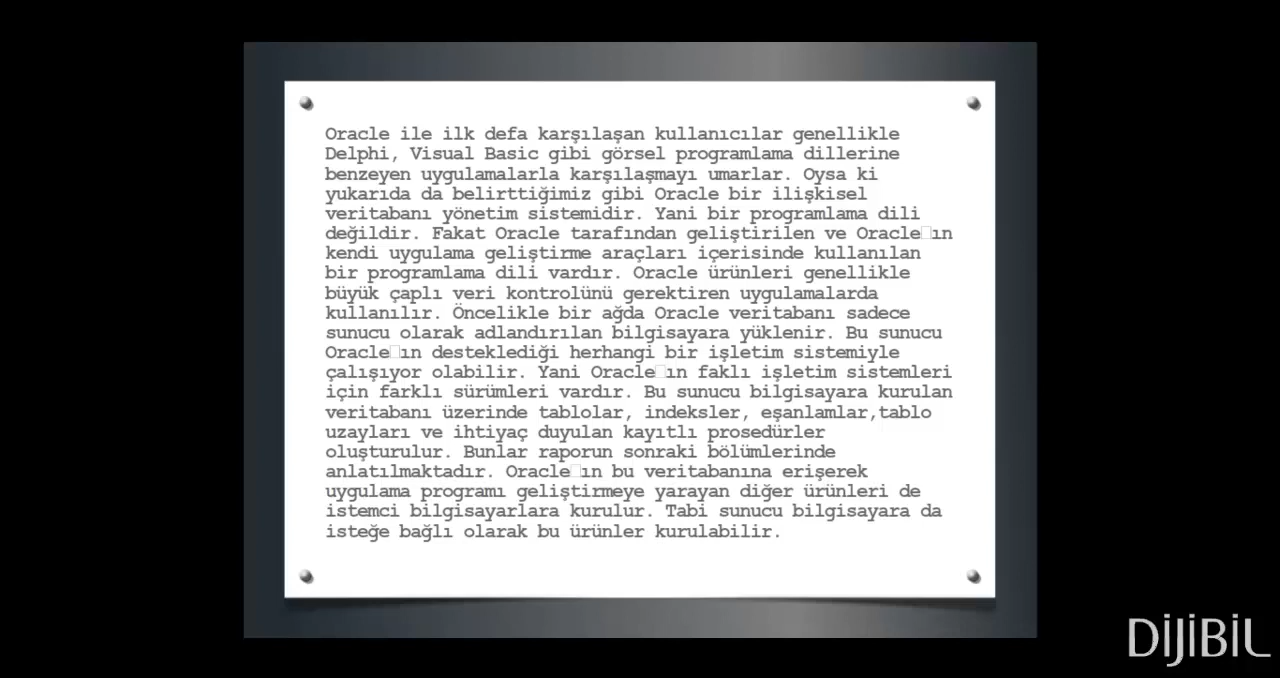 Oracle ile ilk defa karşılaşan kullanıcılar genellikle
Delphi, Visual Basic gibi görsel programlama dillerine
benzeyen uygulamalarla karşılaşmayı umarlar. Oysa ki
yukarıda da belirttiğimiz gibi Oracle bir ilişkisel
veritabanı yönetim sistemidir. Yani bir programlama dili
değildir. Fakat Oracle tarafından geliştirilen ve Oracle□ın
kendi uygulama geliştirme araçları içerisinde kullanılan
bir programlama dili vardır. Oracle ürünleri genellikle
büyük çaplı veri kontrolünü gerektiren uygulamalarda
kullanılır. Öncelikle bir ağda Oracle veritabanı sadece
sunucu olarak adlandırılan bilgisayara yüklenir. Bu sunucu
Oracle□ın desteklediği herhangi bir işletim sistemiyle
çalışıyor olabilir. Yani Oracle□ın faklı işletim sistemleri
için farklı sürümleri vardır. Bu sunucu bilgisayara kurulan
veritabanı üzerinde tablolar, indeksler, eşanlamlar,tablo
uzayları ve ihtiyaç duyulan kayıtlı prosedürler
oluşturulur. Bunlar raporun sonraki bölümlerinde
anlatılmaktadır. Oracle□ın bu veritabanına erişerek
uygulama programı geliştirmeye yarayan diğer ürünleri de
istemci bilgisayarlara kurulur. Tabi sunucu bilgisayara da
isteğe bağlı olarak bu ürünler kurulabilir.
DİJİBİL